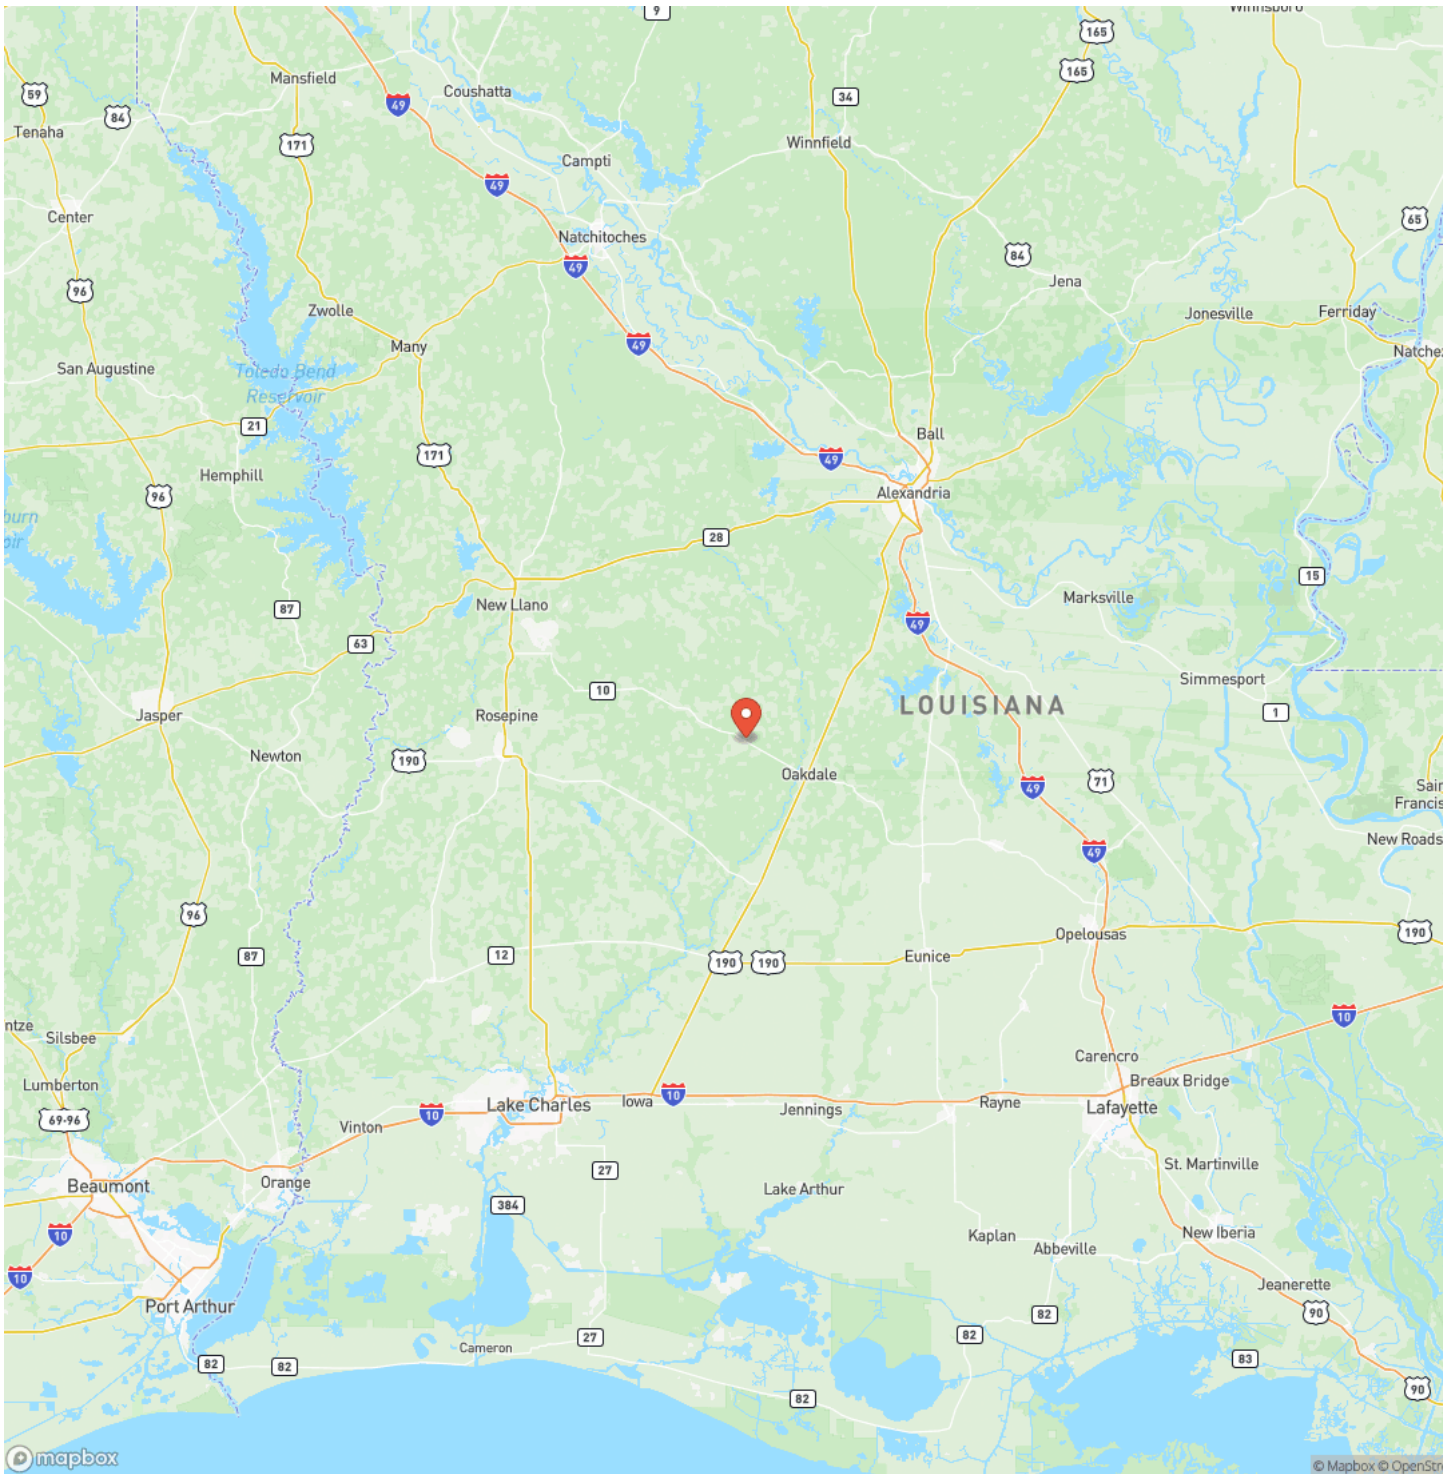 Winnsboro
9
165
165
Mansfield
Coushatta
59
84
34
49
Tenaha
171
Winnfield
Campti
49
Center
65
Natchitoches
49
84
Jena
96
Zwolle
Jonesville
Ferriday
49
Many
Natche
San Augustine
Toledo Bend
Reservoir
21
Ball
171
49
Hemphill
Alexandria
96
burn
oir
28
15
New Llano
Marksville
87
49
63
Simmesport
10
LOUISIANA
1
Jasper
Rosepine
Newton
190
Oakdale
71
49
Sain
Francis
New Roads
49
96
Opelousas
190
87
12
190
190
Eunice
10
ntze
Silsbee
Carencro
Lumberton
Breaux Bridge
69-96
10
Lake Charles
Iowa
10
Jennings
Rayne
Lafayette
Vinton
St. Martinville
27
Beaumont
Orange
Lake Arthur
384
10
Kaplan
Abbeville
New Iberia
10
Jeanerette
Port Arthur
82
90
82
27
Cameron
82
82
83
82
90
mapbox
© Mapbox © OpenStr